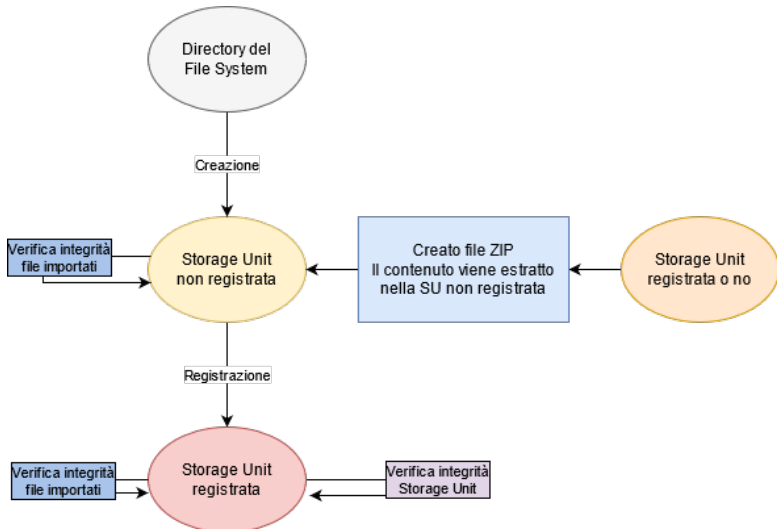 Directory del
File System
Creazione
Verifica integrità
file importati
Storage Unit
non registrata
Creato file ZIP
Il contenuto viene estratto
nella SU non registrata
Storage Unit
registrata o no
Registrazione
Verifica integrità
file importati
Storage Unit
registrata
Verifica integrità
Storage Unit